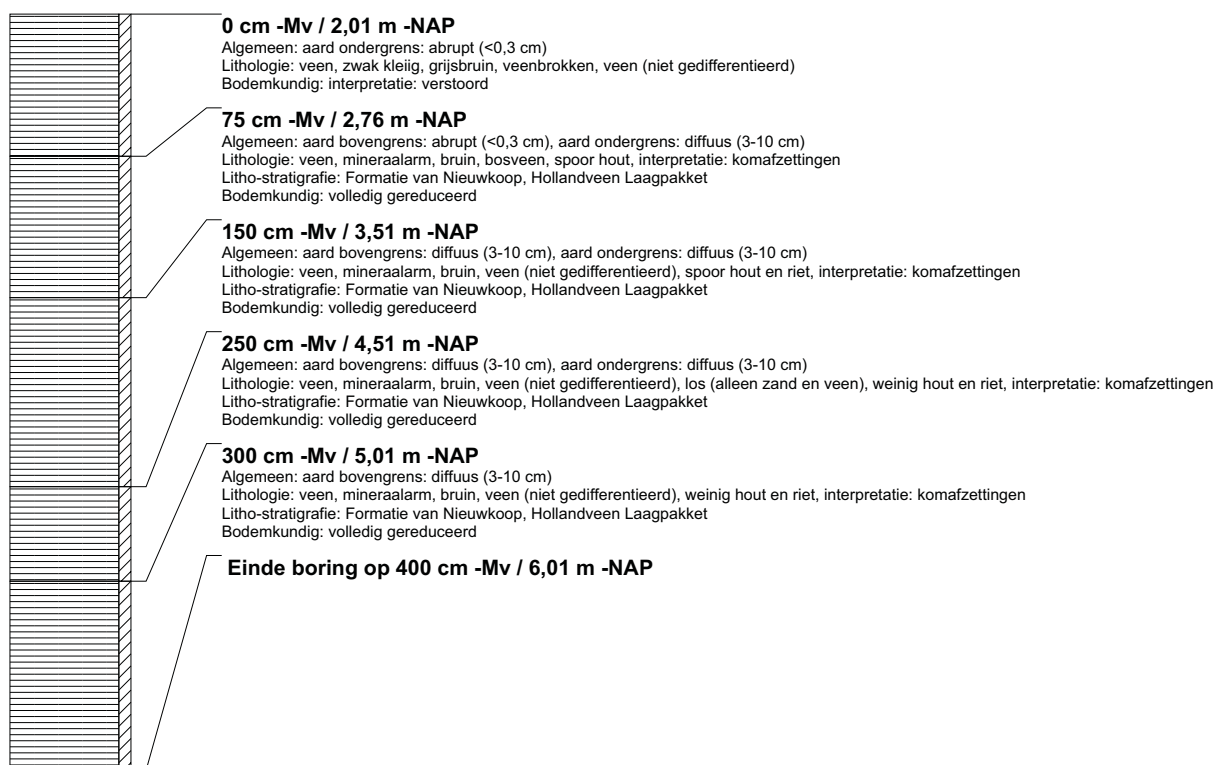 0 cm -Mv / 2,01 m -NAP
Algemeen: aard ondergrens: abrupt (<0,3 cm)
Lithologie: veen, zwak kleiig, grijsbruin, veenbrokken, veen (niet gedifferentieerd)
Bodemkundig: interpretatie: verstoord
75 cm -Mv / 2,76 m -NAP
Algemeen: aard bovengrens: abrupt (<0,3 cm), aard ondergrens: diffuus (3-10 cm)
Lithologie: veen, mineraalarm, bruin, bosveen, spoor hout, interpretatie: komafzettingen
Litho-stratigrafie: Formatie van Nieuwkoop, Hollandveen Laagpakket
Bodemkundig: volledig gereduceerd
150 cm -Mv / 3,51 m -NAP
Algemeen: aard bovengrens: diffuus (3-10 cm), aard ondergrens: diffuus (3-10 cm)
Lithologie: veen, mineraalarm, bruin, veen (niet gedifferentieerd), spoor hout en riet, interpretatie: komafzettingen
Litho-stratigrafie: Formatie van Nieuwkoop, Hollandveen Laagpakket
Bodemkundig: volledig gereduceerd
250 cm -Mv / 4,51 m -NAP
Algemeen: aard bovengrens: diffuus (3-10 cm), aard ondergrens: diffuus (3-10 cm)
Lithologie: veen, mineraalarm, bruin, veen (niet gedifferentieerd), los (alleen zand en veen), weinig hout en riet, interpretatie: komafzettingen
Litho-stratigrafie: Formatie van Nieuwkoop, Hollandveen Laagpakket
Bodemkundig: volledig gereduceerd
300 cm -Mv / 5,01 m -NAP
Algemeen: aard bovengrens: diffuus (3-10 cm)
Lithologie: veen, mineraalarm, bruin, veen (niet gedifferentieerd), weinig hout en riet, interpretatie: komafzettingen
Litho-stratigrafie: Formatie van Nieuwkoop, Hollandveen Laagpakket
Bodemkundig: volledig gereduceerd
Einde boring op 400 cm -Mv / 6,01 m -NAP